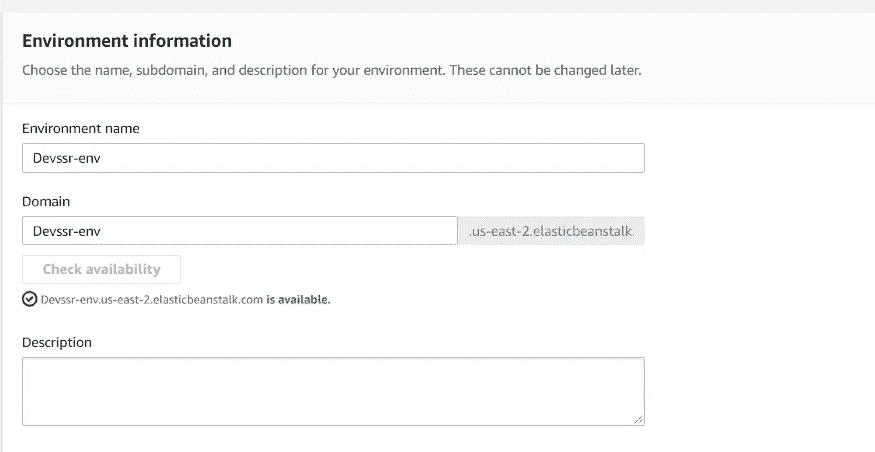 Environment information
Choose the name, subdomain, and description for your environment. These cannot be changed later.
Environment name
Devssr-env
Domain
Devssr-env .us-east-2.elasticbeanstalk.
Check availability
Devssr-env.us-east-2.elasticbeanstalk.com is available.
Description